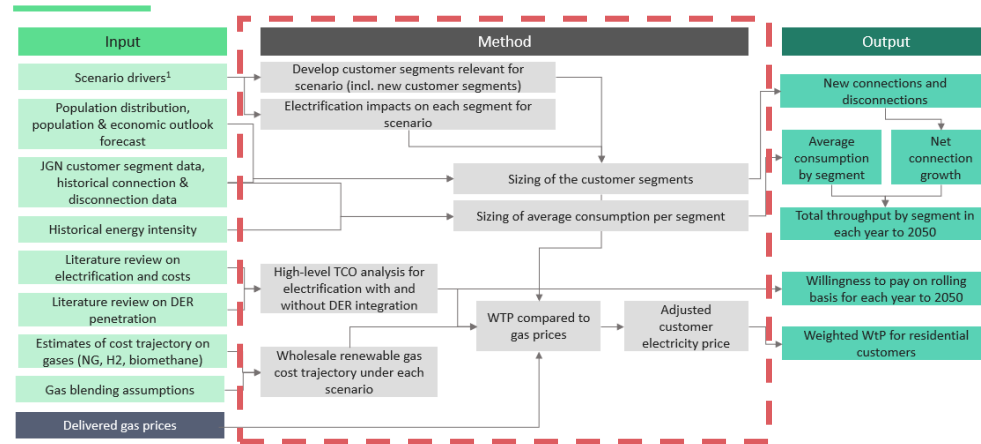 Input
Method
Output
Scenario drivers¹
Population distribution,
population & economic outlook
forecast
JGN customer segment data,
historical connection &
disconnection data
Historical energy intensity
Literature review on
electrification and costs
Literature review on DER
penetration
Estimates of cost trajectory on
gases (NG, H2, biomethane)
Gas blending assumptions
Delivered gas prices
Develop customer segments relevant for
scenario (incl. new customer segments)
Electrification impacts on each segment for
scenario
Sizing of the customer segments
Sizing of average consumption per segment
High-level TCO analysis for
electrification with and
without DER integration
WTP compared to
gas prices
Adjusted
customer
electricity price
Wholesale renewable gas
cost trajectory under each
scenario
New connections and
disconnections
Average
consumption
by segment
Net
connection
growth
Total throughput by segment in
each year to 2050
Willingness to pay on rolling
basis for each year to 2050
Weighted WtP for residential
customers